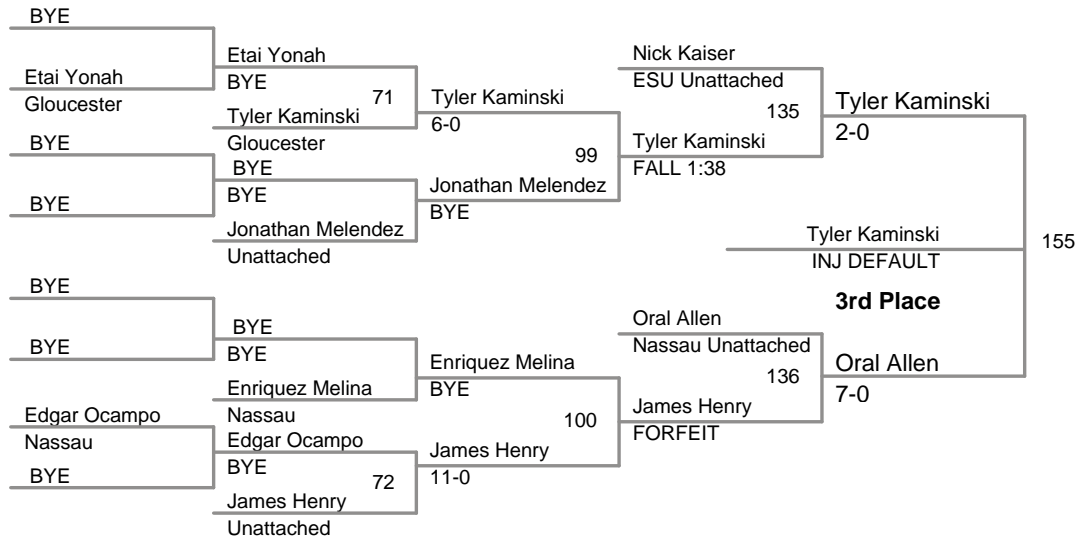 BYE
Etai Yonah
Gloucester
BYE
BYE
BYE
BYE
Edgar Ocampo
Nassau
BYE
Etai Yonah
BYE
71
Tyler Kaminski
Gloucester
BYE
BYE
Jonathan Melendez
Unattached
BYE
BYE
Enriquez Melina
Nassau
Edgar Ocampo
BYE
72
James Henry
Unattached
Tyler Kaminski
6-0
99
Jonathan Melendez
BYE
Enriquez Melina
BYE
100
James Henry
11-0
Nick Kaiser
ESU Unattached
135
Tyler Kaminski
FALL 1:38
Oral Allen
Nassau Unattached
136
James Henry
FORFEIT
Tyler Kaminski
2-0
Tyler Kaminski
INJ DEFAULT
155
3rd Place
Oral Allen
7-0